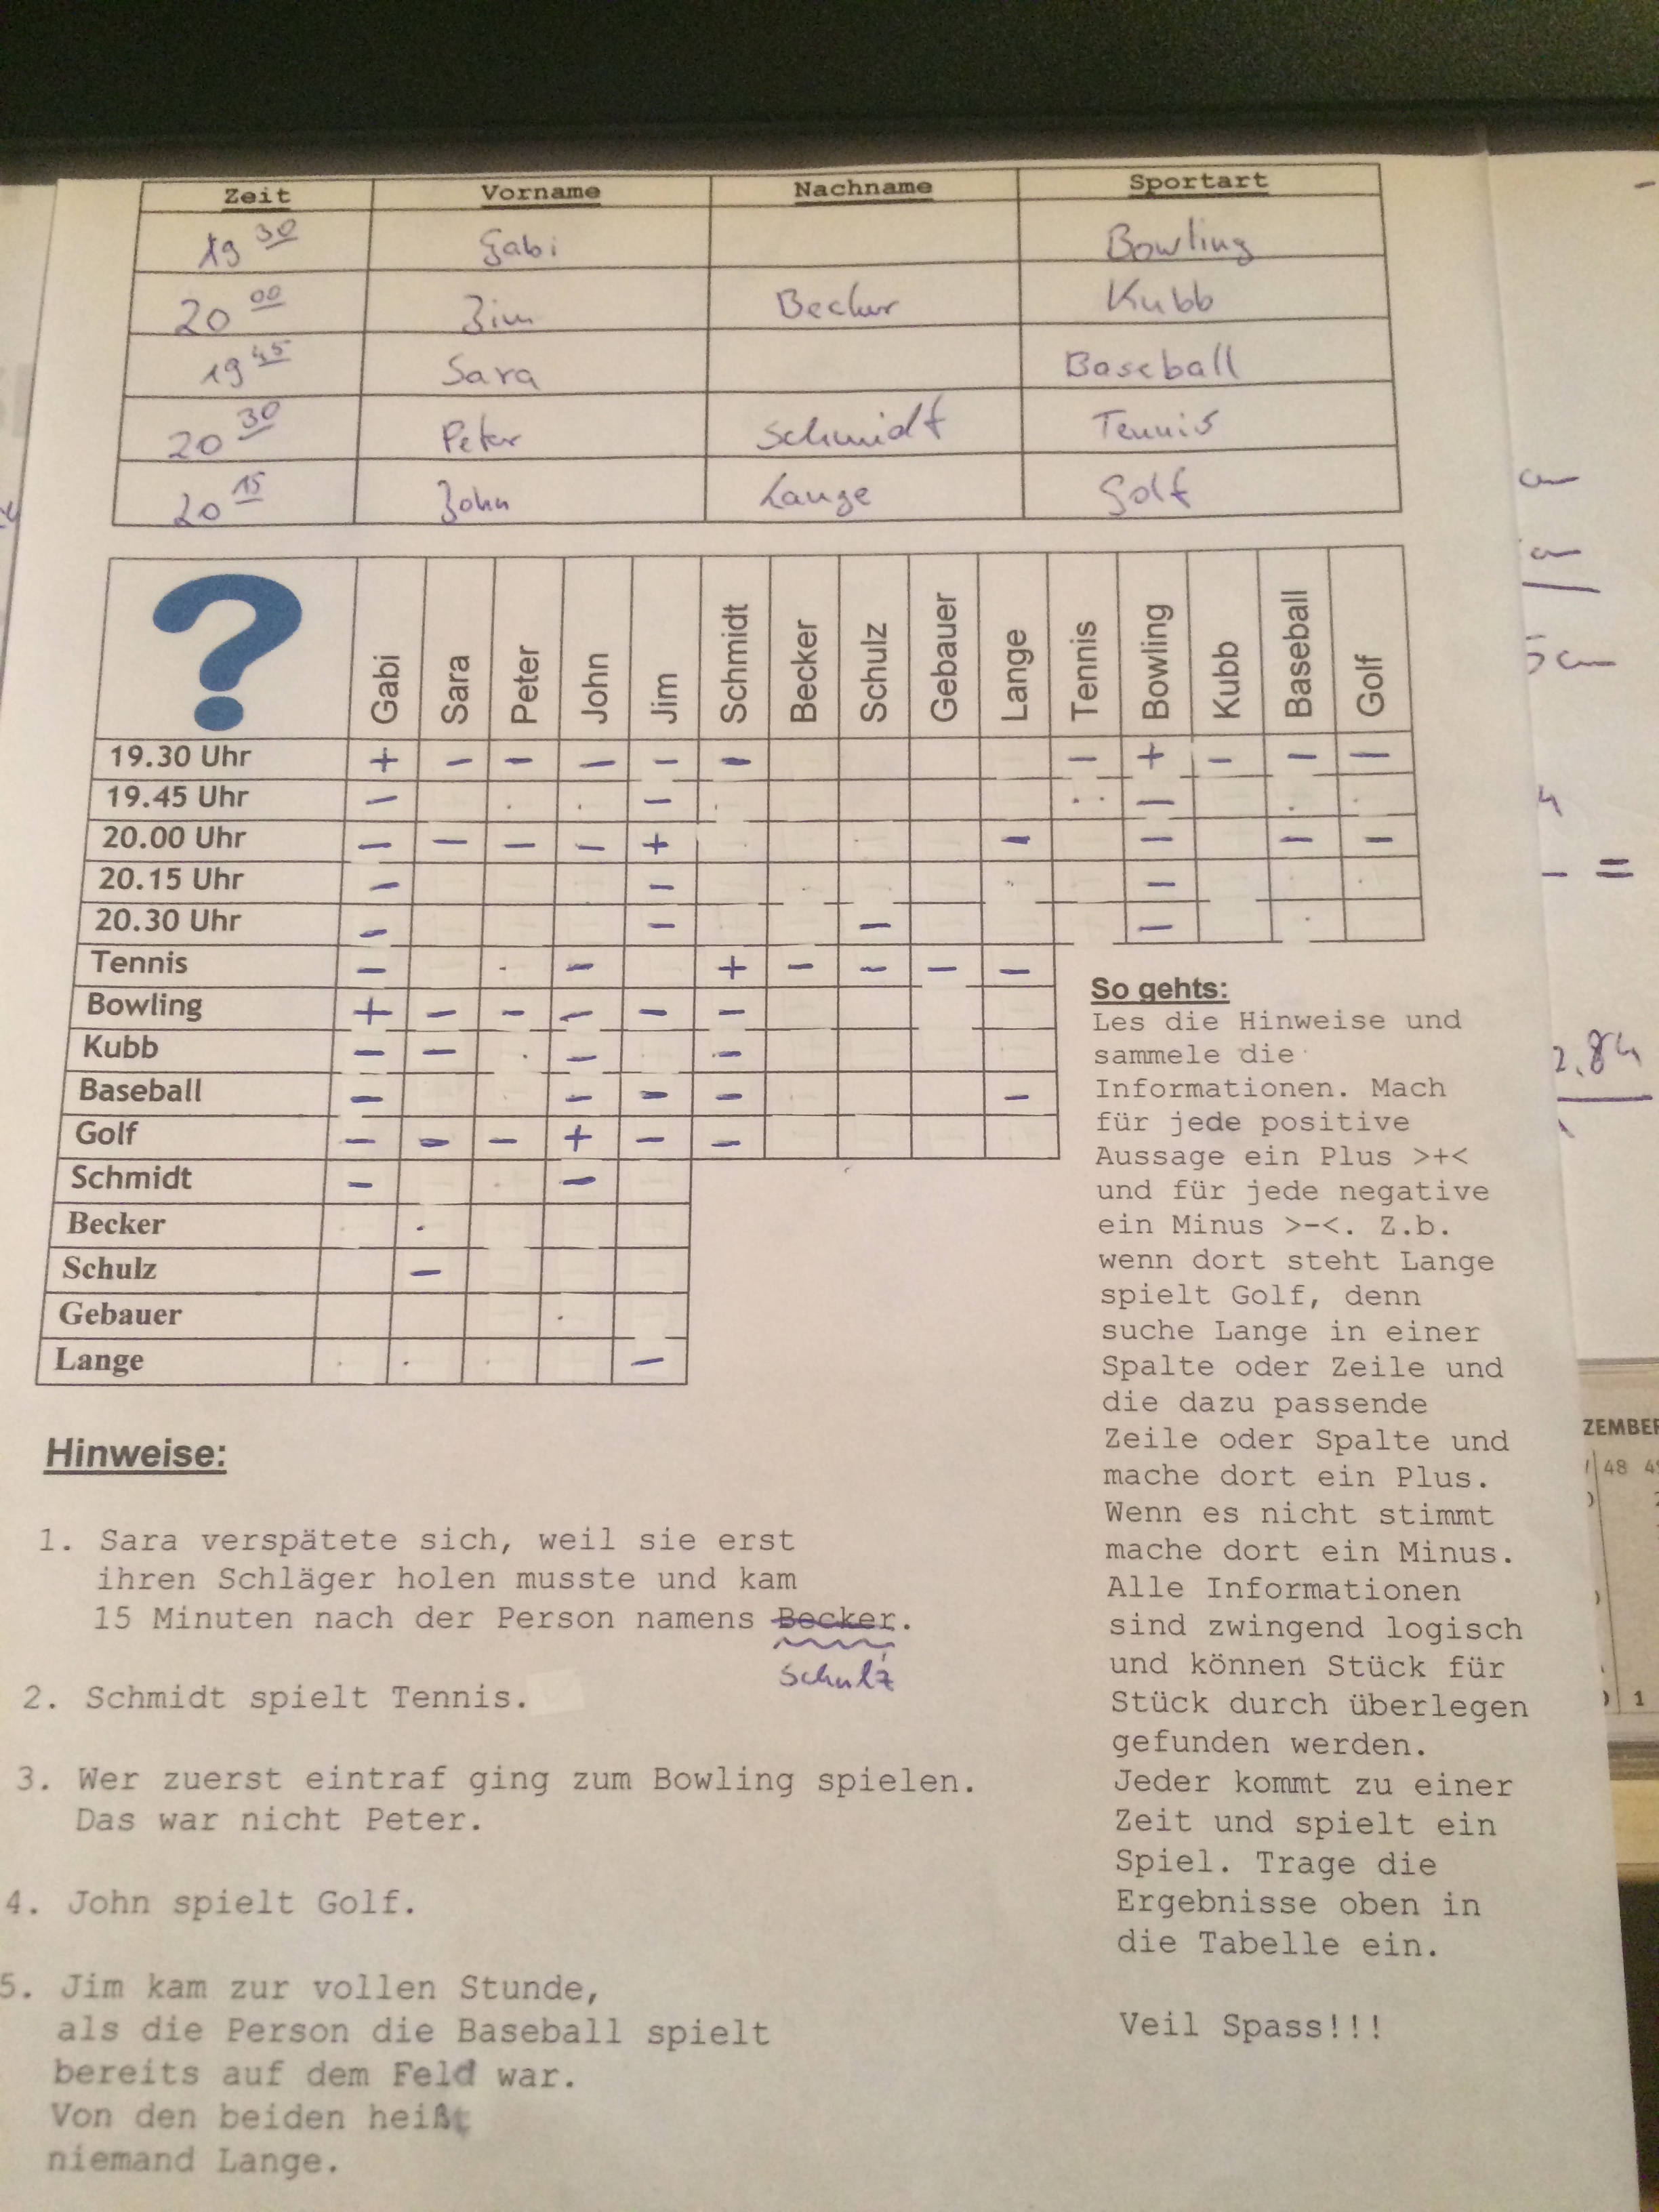 Zeit Vorname Nachname Sportart
19 30 Gabi Bowling
20 00 Jim Becker Kubb
19 45 Sara Baseball
20 30 Peter Schmidt Tennis
20 15 John Lange Golf
? Gabi Sara Peter John Jim Schmidt Becker Schulz Gebauer Lange Tennis Bowling Kubb Baseball Golf
19.30 Uhr + - - - - - - + - - -
19.45 Uhr - - -
20.00 Uhr - - - - + - - - -
20.15 Uhr - - -
20.30 Uhr - - - -
Tennis - - + - - - -
Bowling + - - - - -
Kubb - - - -
Baseball - - - - -
Golf - - - + - -
Schmidt - -
Becker
Schulz -
Gebauer
Lange -
So gehts:
Les die Hinweise und
sammele die
Informationen. Mach
für jede positive
Aussage ein Plus >+<
und für jede negative
ein Minus >-<. Z.b.
wenn dort steht Lange
spielt Golf, denn
suche Lange in einer
Spalte oder Zeile und
die dazu passende
Zeile oder Spalte und
mache dort ein Plus.
Wenn es nicht stimmt
mache dort ein Minus.
Alle Informationen
sind zwingend logisch
und können Stück für
Stück durch überlegen
gefunden werden.
Jeder kommt zu einer
Zeit und spielt ein
Spiel. Trage die
Ergebnisse oben in
die Tabelle ein.
Veil Spass!!!
Hinweise:
1. Sara verspätete sich, weil sie erst
ihren Schläger holen musste und kam
15 Minuten nach der Person namens Becker.
Schulz
2. Schmidt spielt Tennis.
3. Wer zuerst eintraf ging zum Bowling spielen.
Das war nicht Peter.
4. John spielt Golf.
5. Jim kam zur vollen Stunde,
als die Person die Baseball spielt
bereits auf dem Feld war.
Von den beiden heißt
niemand Lange.
- =
2.84
ZEMBER
48
1